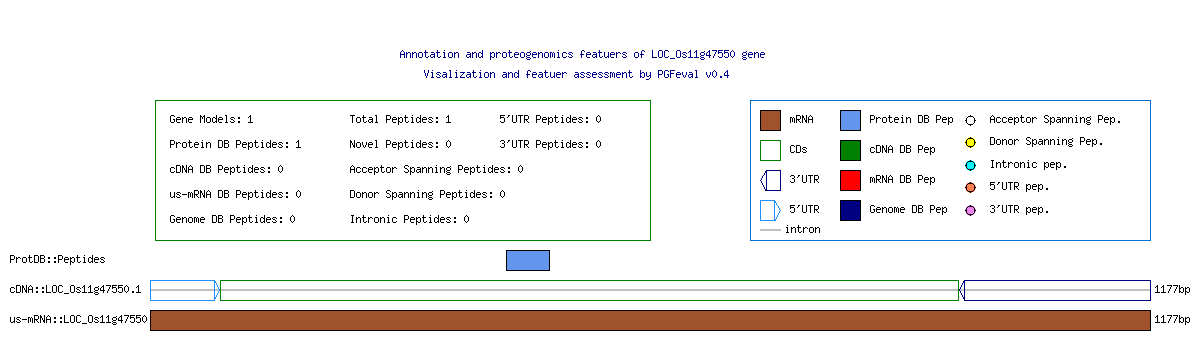 Annotation and proteogenomics featuers of LOC_Os11g47550 gene
Visalization and featuer assessment by PGFeval v0.4
Gene Models: 1 Total Peptides: 1 5'UTR Peptides: 0
Protein DB Peptides: 1 Novel Peptides: 0 3'UTR Peptides: 0
cDNA DB Peptides: 0 Acceptor Spanning Peptides: 0
us-mRNA DB Peptides: 0 Donor Spanning Peptides: 0
Genome DB Peptides: 0 Intronic Peptides: 0
mRNA Protein DB Pep Acceptor Spanning Pep.
CDs cDNA DB Pep Donor Spanning Pep.
3'UTR mRNA DB Pep Intronic pep.
5'UTR Genome DB Pep 5'UTR pep.
intron 3'UTR pep.
ProtDB::Peptides
cDNA::LOC_Os11g47550.1 1177bp
us-mRNA::LOC_Os11g47550 1177bp